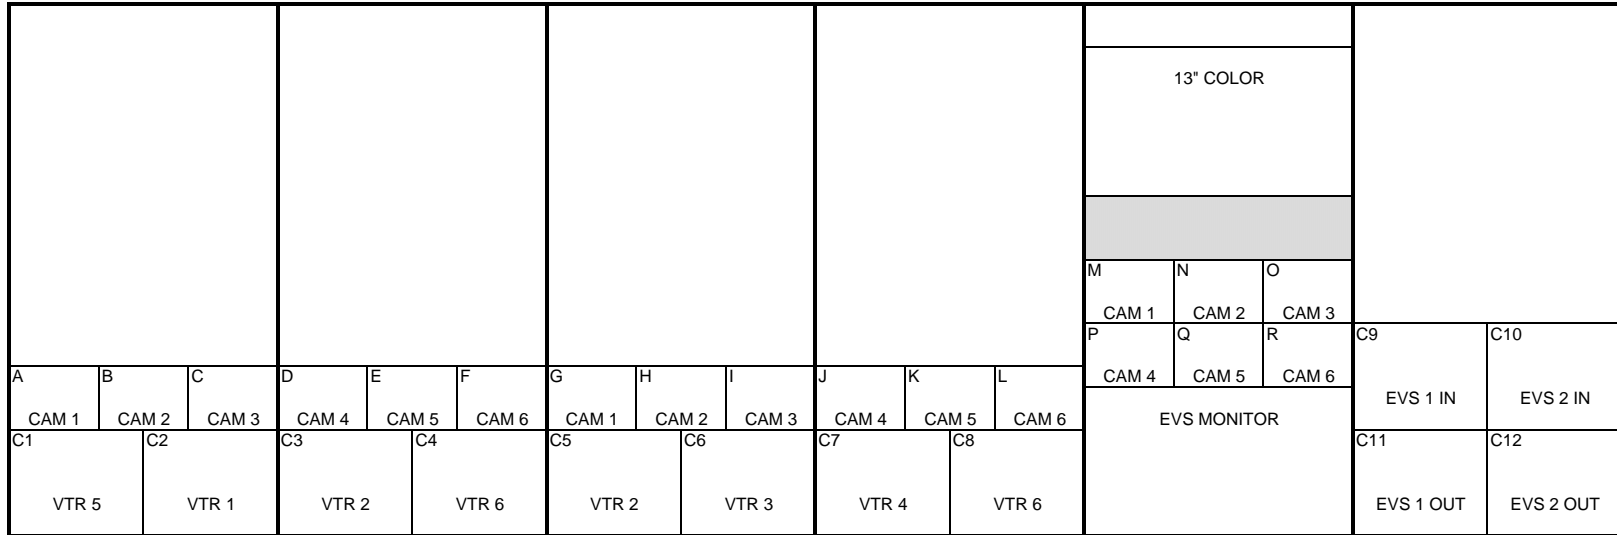 13" COLOR
M N O
CAM 1 CAM 2 CAM 3
P Q R C9 C10
CAM 4 CAM 5 CAM 6
A B C D E F G H I J K L
EVS 1 IN EVS 2 IN
CAM 1 CAM 2 CAM 3 CAM 4 CAM 5 CAM 6 CAM 1 CAM 2 CAM 3 CAM 4 CAM 5 CAM 6 EVS MONITOR
C1 C2 C3 C4 C5 C6 C7 C8 C11 C12
VTR 5 VTR 1 VTR 2 VTR 6 VTR 2 VTR 3 VTR 4 VTR 6 EVS 1 OUT EVS 2 OUT